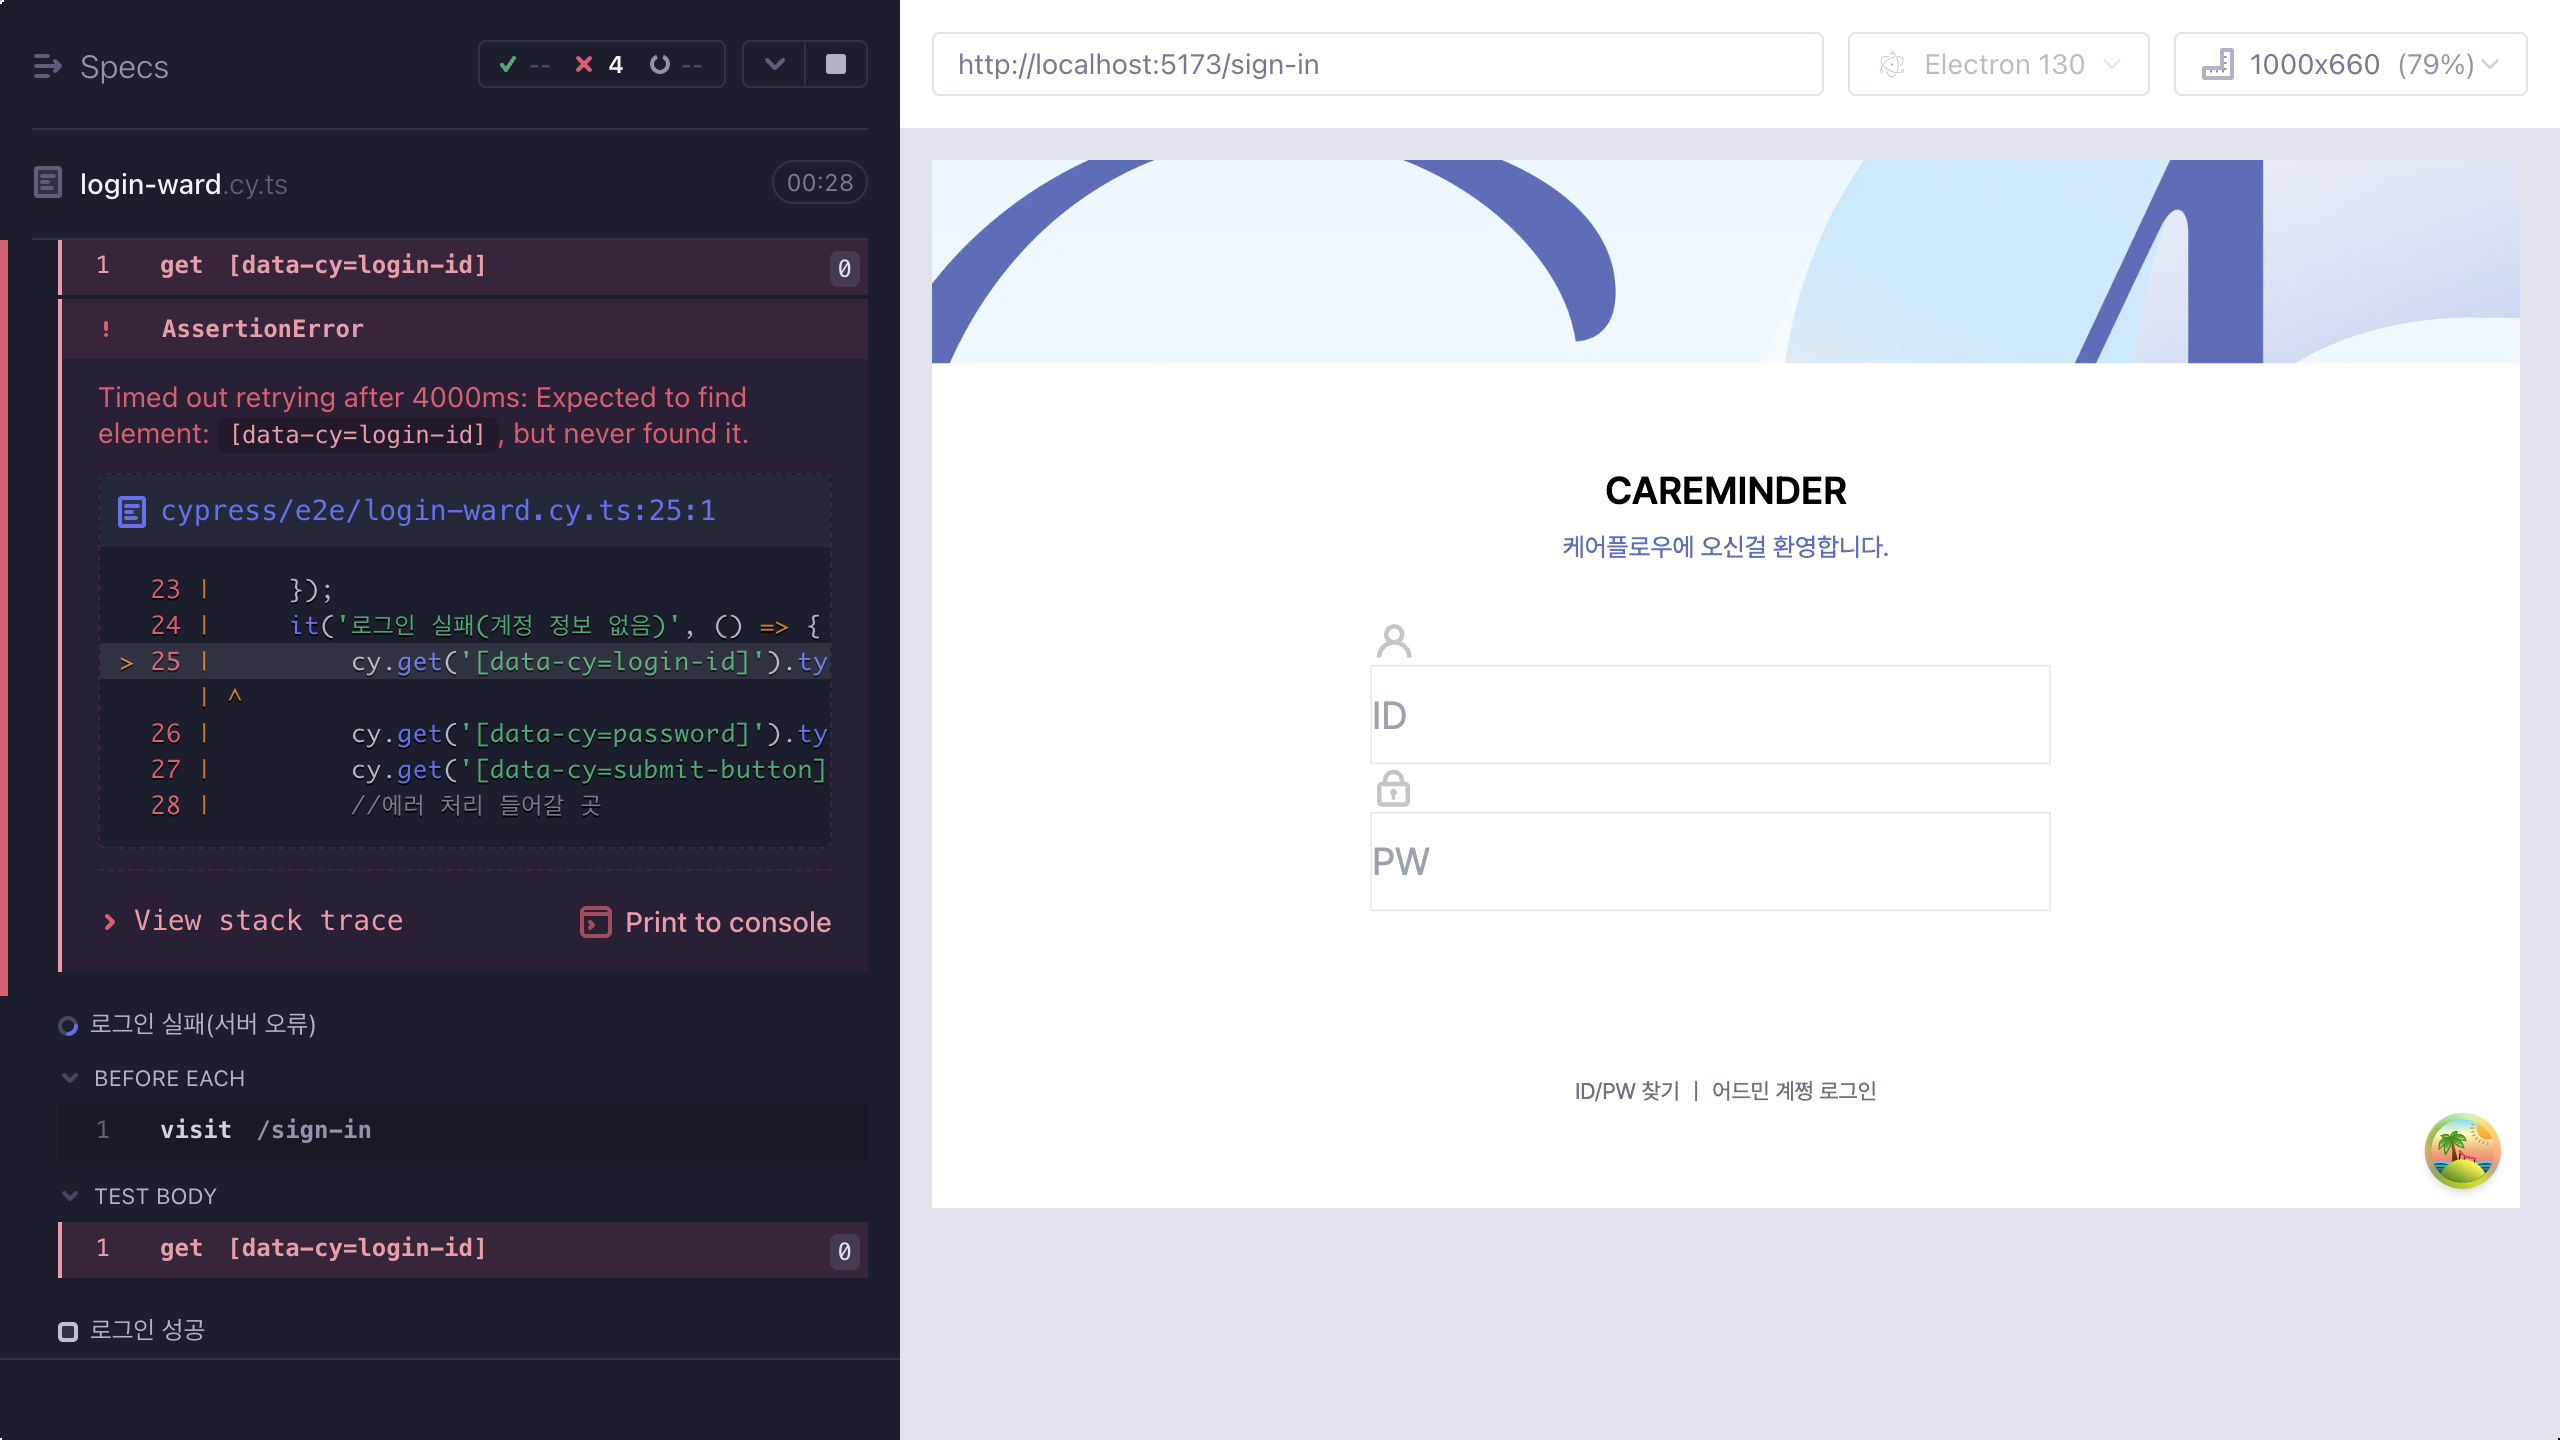 Specs
-- 4 --
login-ward.cy.ts 00:28
1 get [data-cy=login-id] 0
! AssertionError
Timed out retrying after 4000ms: Expected to find
element: [data-cy=login-id] , but never found it.
cypress/e2e/login-ward.cy.ts:25:1
23 | });
24 | it('로그인 실패(계정 정보 없음)', () => {
> 25 | cy.get('[data-cy=login-id]').ty
| ^
26 | cy.get('[data-cy=password]').ty
27 | cy.get('[data-cy=submit-button]
28 | //에러 처리 들어갈 곳
View stack trace
Print to console
로그인 실패(서버 오류)
BEFORE EACH
1 visit /sign-in
TEST BODY
1 get [data-cy=login-id] 0
로그인 성공
http://localhost:5173/sign-in
Electron 130
1000x660 (79%)
CAREMINDER
케어플로우에 오신걸 환영합니다.
ID
PW
ID/PW 찾기 | 어드민 계쩡 로그인